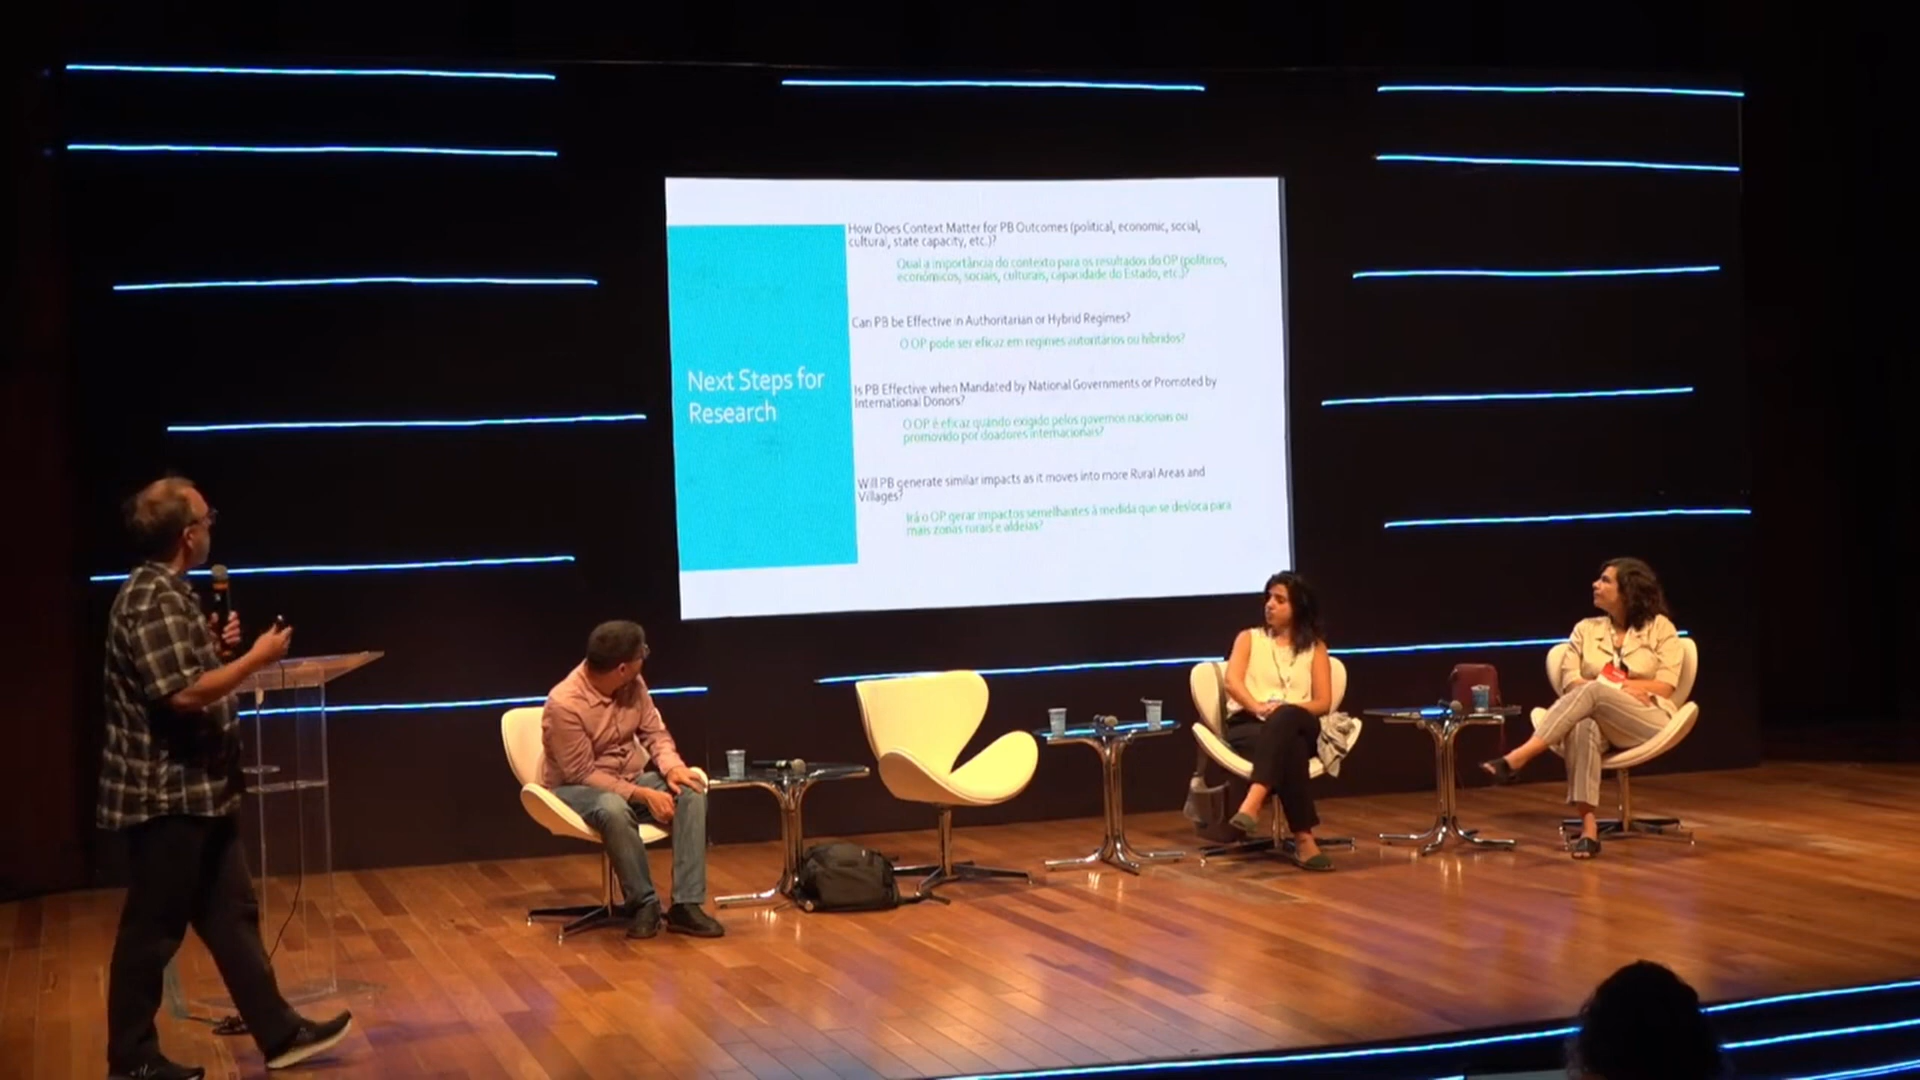 Next Steps for
Research
How Does Context Matter for PB Outcomes (political, economic, social,
cultural, state capacity, etc.)?
Qual a importância do contexto para os resultados do OP (políticos,
económicos, sociais, culturais, capacidade do Estado, etc.)?
Can PB be Effective in Authoritarian or Hybrid Regimes?
O OP pode ser eficaz em regimes autoritários ou híbridos?
Is PB Effective when Mandated by National Governments or Promoted by
International Donors?
O OP é eficaz quando exigido pelos governos nacionais ou
promovido por doadores internacionais?
Will PB generate similar impacts as it moves into more Rural Areas and
Villages?
Irá o OP gerar impactos semelhantes à medida que se desloca para
mais zonas rurais e aldeias?